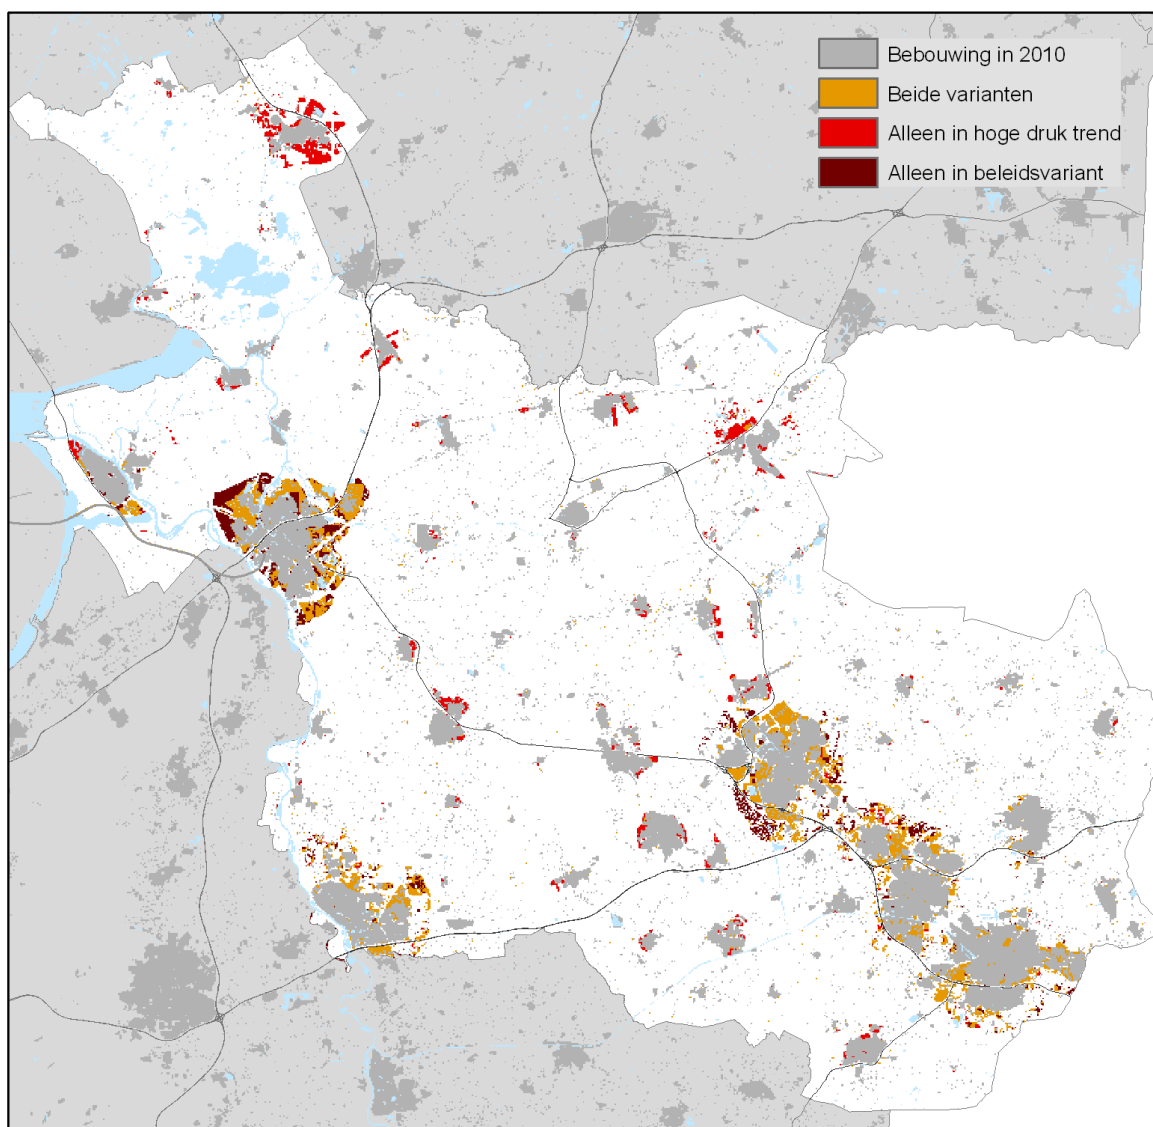 Bebouwing in 2010
Beide varianten
Alleen in hoge druk trend
Alleen in beleidsvariant